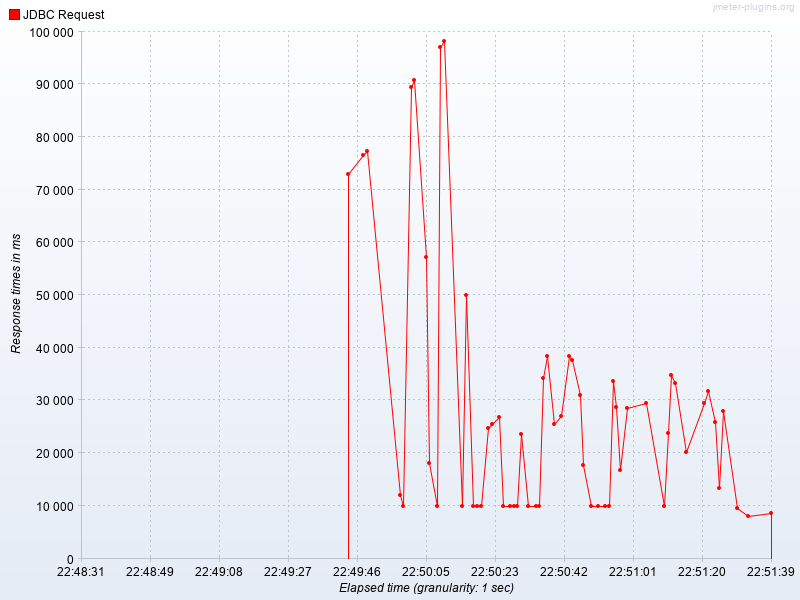 jmeter-plugins.org
JDBC Request
100 000
90 000
80 000
70 000
60 000
50 000
40 000
30 000
20 000
10 000
0
Response times in ms
22:48:31 22:48:49 22:49:08 22:49:27 22:49:46 22:50:05 22:50:23 22:50:42 22:51:01 22:51:20 22:51:39
Elapsed time (granularity: 1 sec)